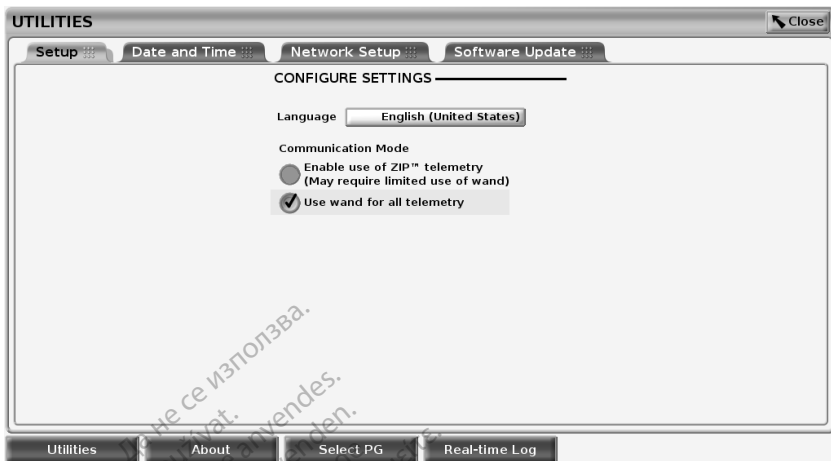 UTILITIES
Close
Setup
Date and Time
Network Setup
Software Update
CONFIGURE SETTINGS
Language English (United States)
Communication Mode
Enable use of ZIP™ telemetry
(May require limited use of wand)
Use wand for all telemetry
Да не се използва.
anvendes.
Utilities
About
Select PG
Real-time Log